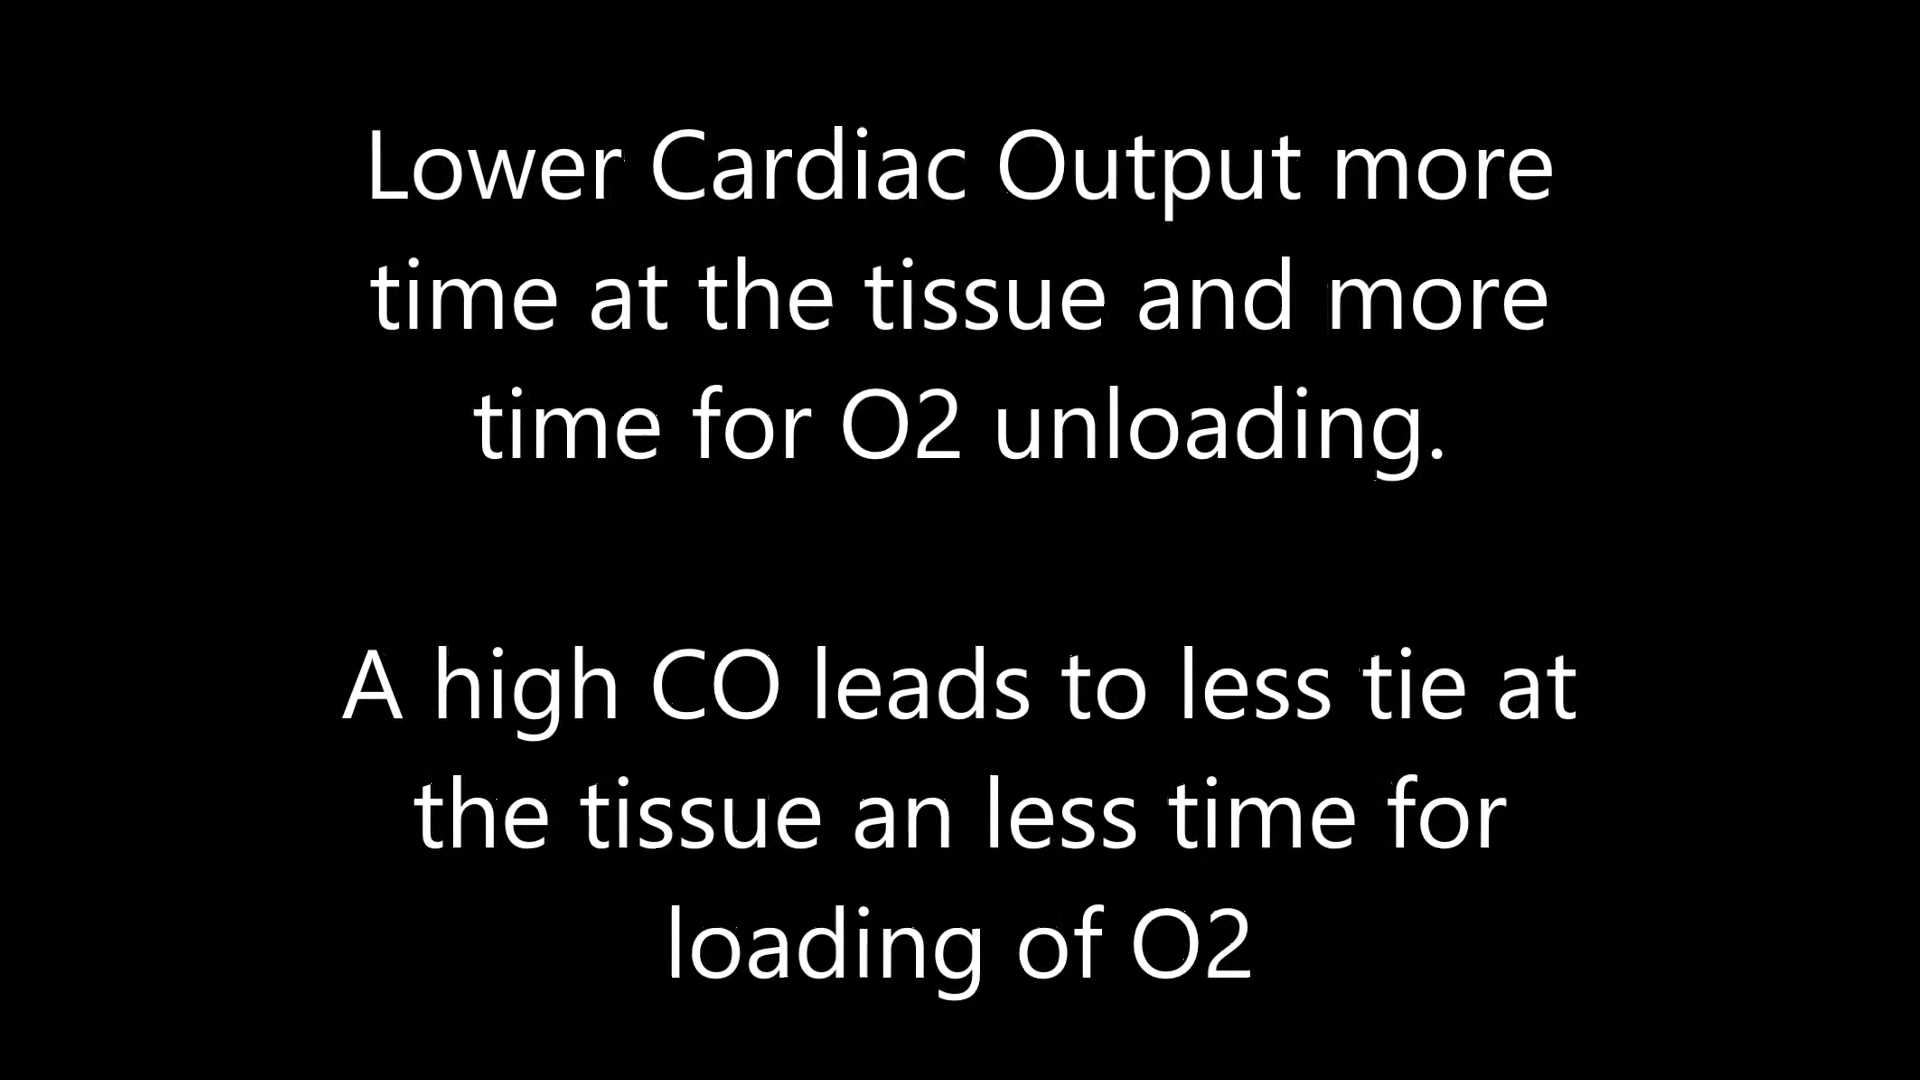 Lower Cardiac Output more
time at the tissue and more
time for O2 unloading.
A high CO leads to less tie at
the tissue an less time for
loading of O2